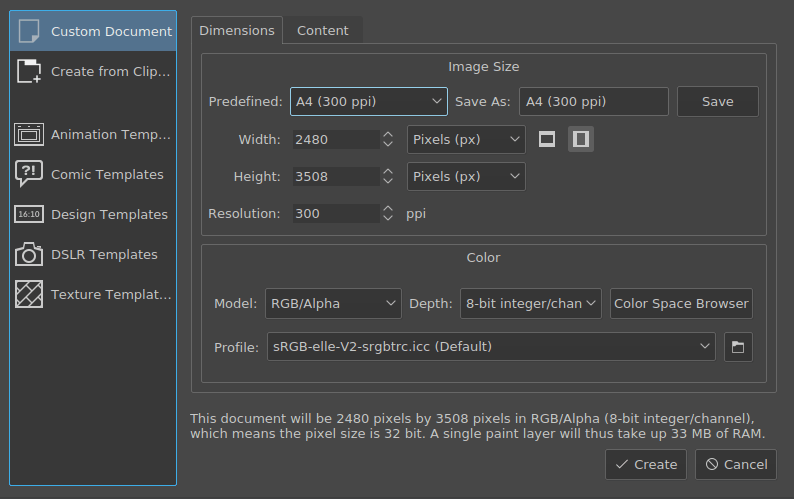 Custom Document
Create from Clip...
Animation Temp...
?!
Comic Templates
16:10
Design Templates
DSLR Templates
Texture Templat...
Dimensions
Content
Image Size
Predefined: A4 (300 ppi) Save As: A4 (300 ppi) Save
Width: 2480 Pixels (px)
Height: 3508 Pixels (px)
Resolution: 300 ppi
Color
Model: RGB/Alpha Depth: 8-bit integer/chan Color Space Browser
Profile: sRGB-elle-V2-srgbtrc.icc (Default)
This document will be 2480 pixels by 3508 pixels in RGB/Alpha (8-bit integer/channel),
which means the pixel size is 32 bit. A single paint layer will thus take up 33 MB of RAM.
Create Cancel